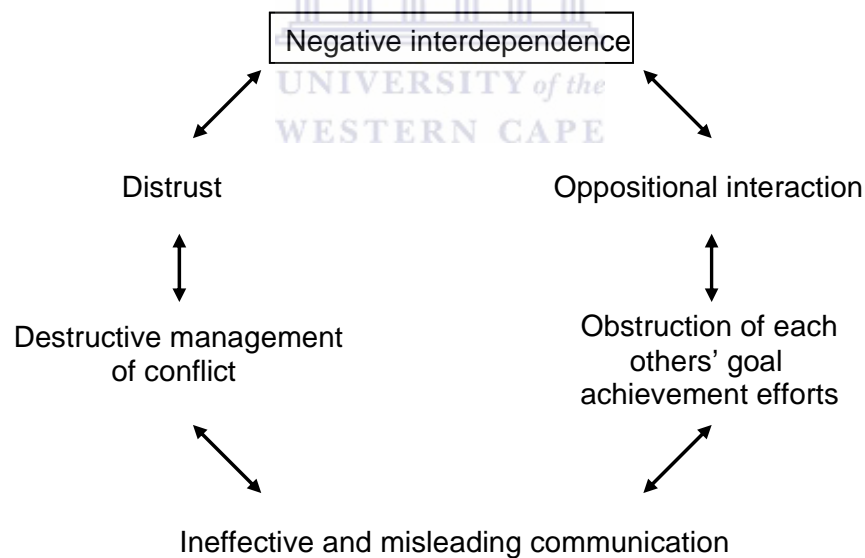 Negative interdependence
UNIVERSITY of the
WESTERN CAPE
Distrust
Oppositional interaction
Destructive management
of conflict
Obstruction of each
others’ goal
achievement efforts
Ineffective and misleading communication